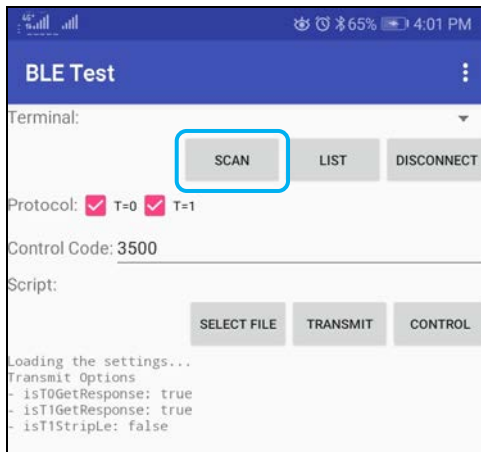 65% 4:01 PM
BLE Test
Terminal:
SCAN LIST DISCONNECT
Protocol: T=0 T=1
Control Code: 3500
Script:
SELECT FILE TRANSMIT CONTROL
Loading the settings...
Transmit Options
- isT0GetResponse: true
- isT1GetResponse: true
- isT1StripLe: false